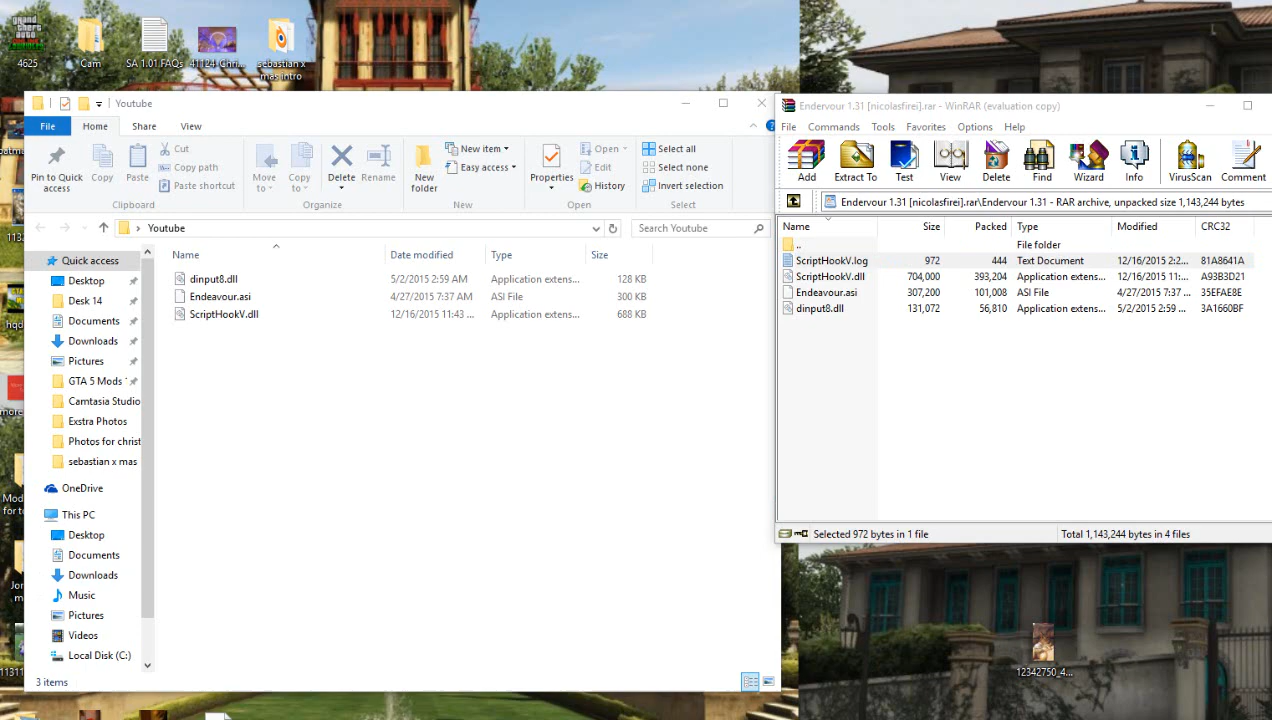 grand theft auto
4625
Cam
SA 1.01 FAQs
41124_Chri...
sebastian x mas intro
Youtube
File
Home
Share
View
Pin to Quick access
Copy
Paste
Cut
Copy path
Paste shortcut
Clipboard
Move to
Copy to
Delete
Rename
Organize
New folder
New item
Easy access
New
Properties
Open
Edit
History
Open
Select all
Select none
Invert selection
Select
Youtube
Search Youtube
Quick access
Desktop
Desk 14
Documents
Downloads
Pictures
GTA 5 Mods
Camtasia Studio
Exstra Photos
Photos for christ
sebastian x mas
OneDrive
This PC
Desktop
Documents
Downloads
Music
Pictures
Videos
Local Disk (C:)
Name Date modified Type Size
dinput8.dll 5/2/2015 2:59 AM Application extens... 128 KB
Endeavour.asi 4/27/2015 7:37 AM ASI File 300 KB
ScriptHookV.dll 12/16/2015 11:43 ... Application extens... 688 KB
3 items
Endervour 1.31 [nicolasfirei].rar - WinRAR (evaluation copy)
File Commands Tools Favorites Options Help
Add Extract To Test View Delete Find Wizard Info VirusScan Comment
Endervour 1.31 [nicolasfirei].rar\Endervour 1.31 - RAR archive, unpacked size 1,143,244 bytes
Name Size Packed Type Modified CRC32
.. File folder
ScriptHookV.log 972 444 Text Document 12/16/2015 2:2... 81A8641A
ScriptHookV.dll 704,000 393,204 Application extens... 12/16/2015 11:... A93B3D21
Endeavour.asi 307,200 101,008 ASI File 4/27/2015 7:37 ... 35EFAE8E
dinput8.dll 131,072 56,810 Application extens... 5/2/2015 2:59 ... 3A1660BF
Selected 972 bytes in 1 file
Total 1,143,244 bytes in 4 files
12342750_4...